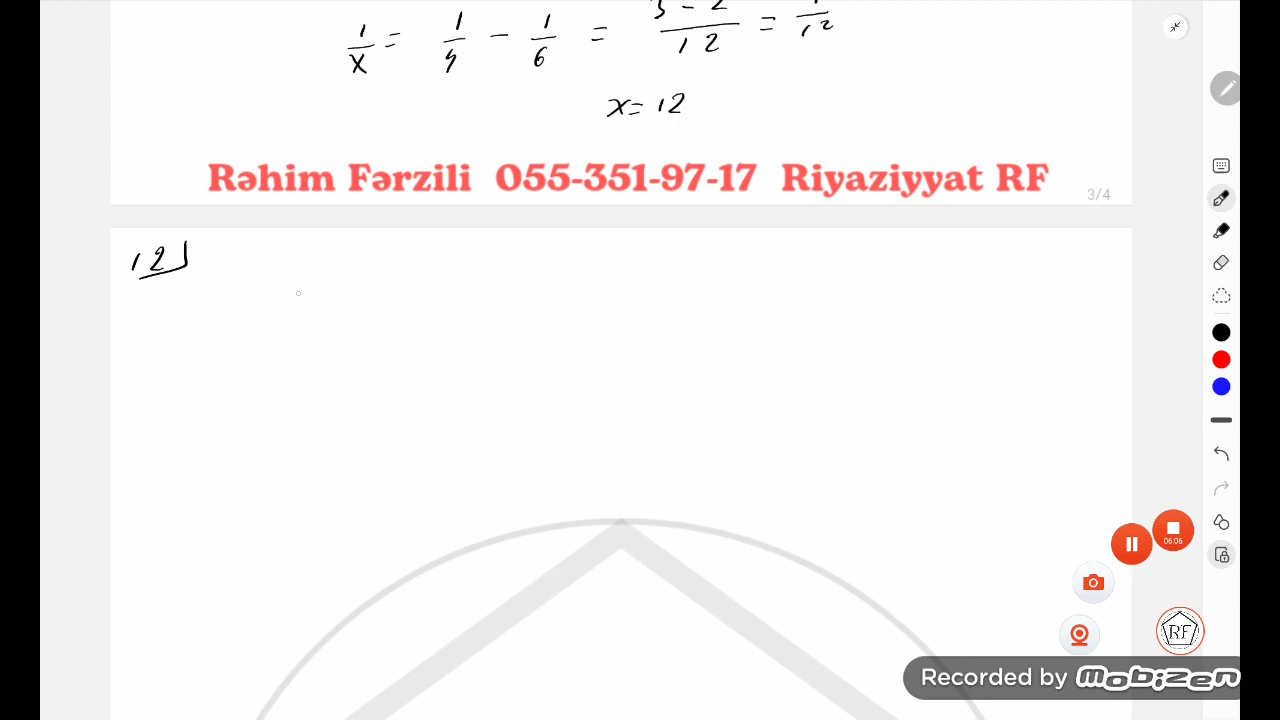 1/x = 1/4 - 1/6 = 3-2/12 = 1/12
x = 12
Rəhim Fərzili 055-351-97-17 Riyaziyyat RF
3/4
12)
06:06
RF
Recorded by mobizen